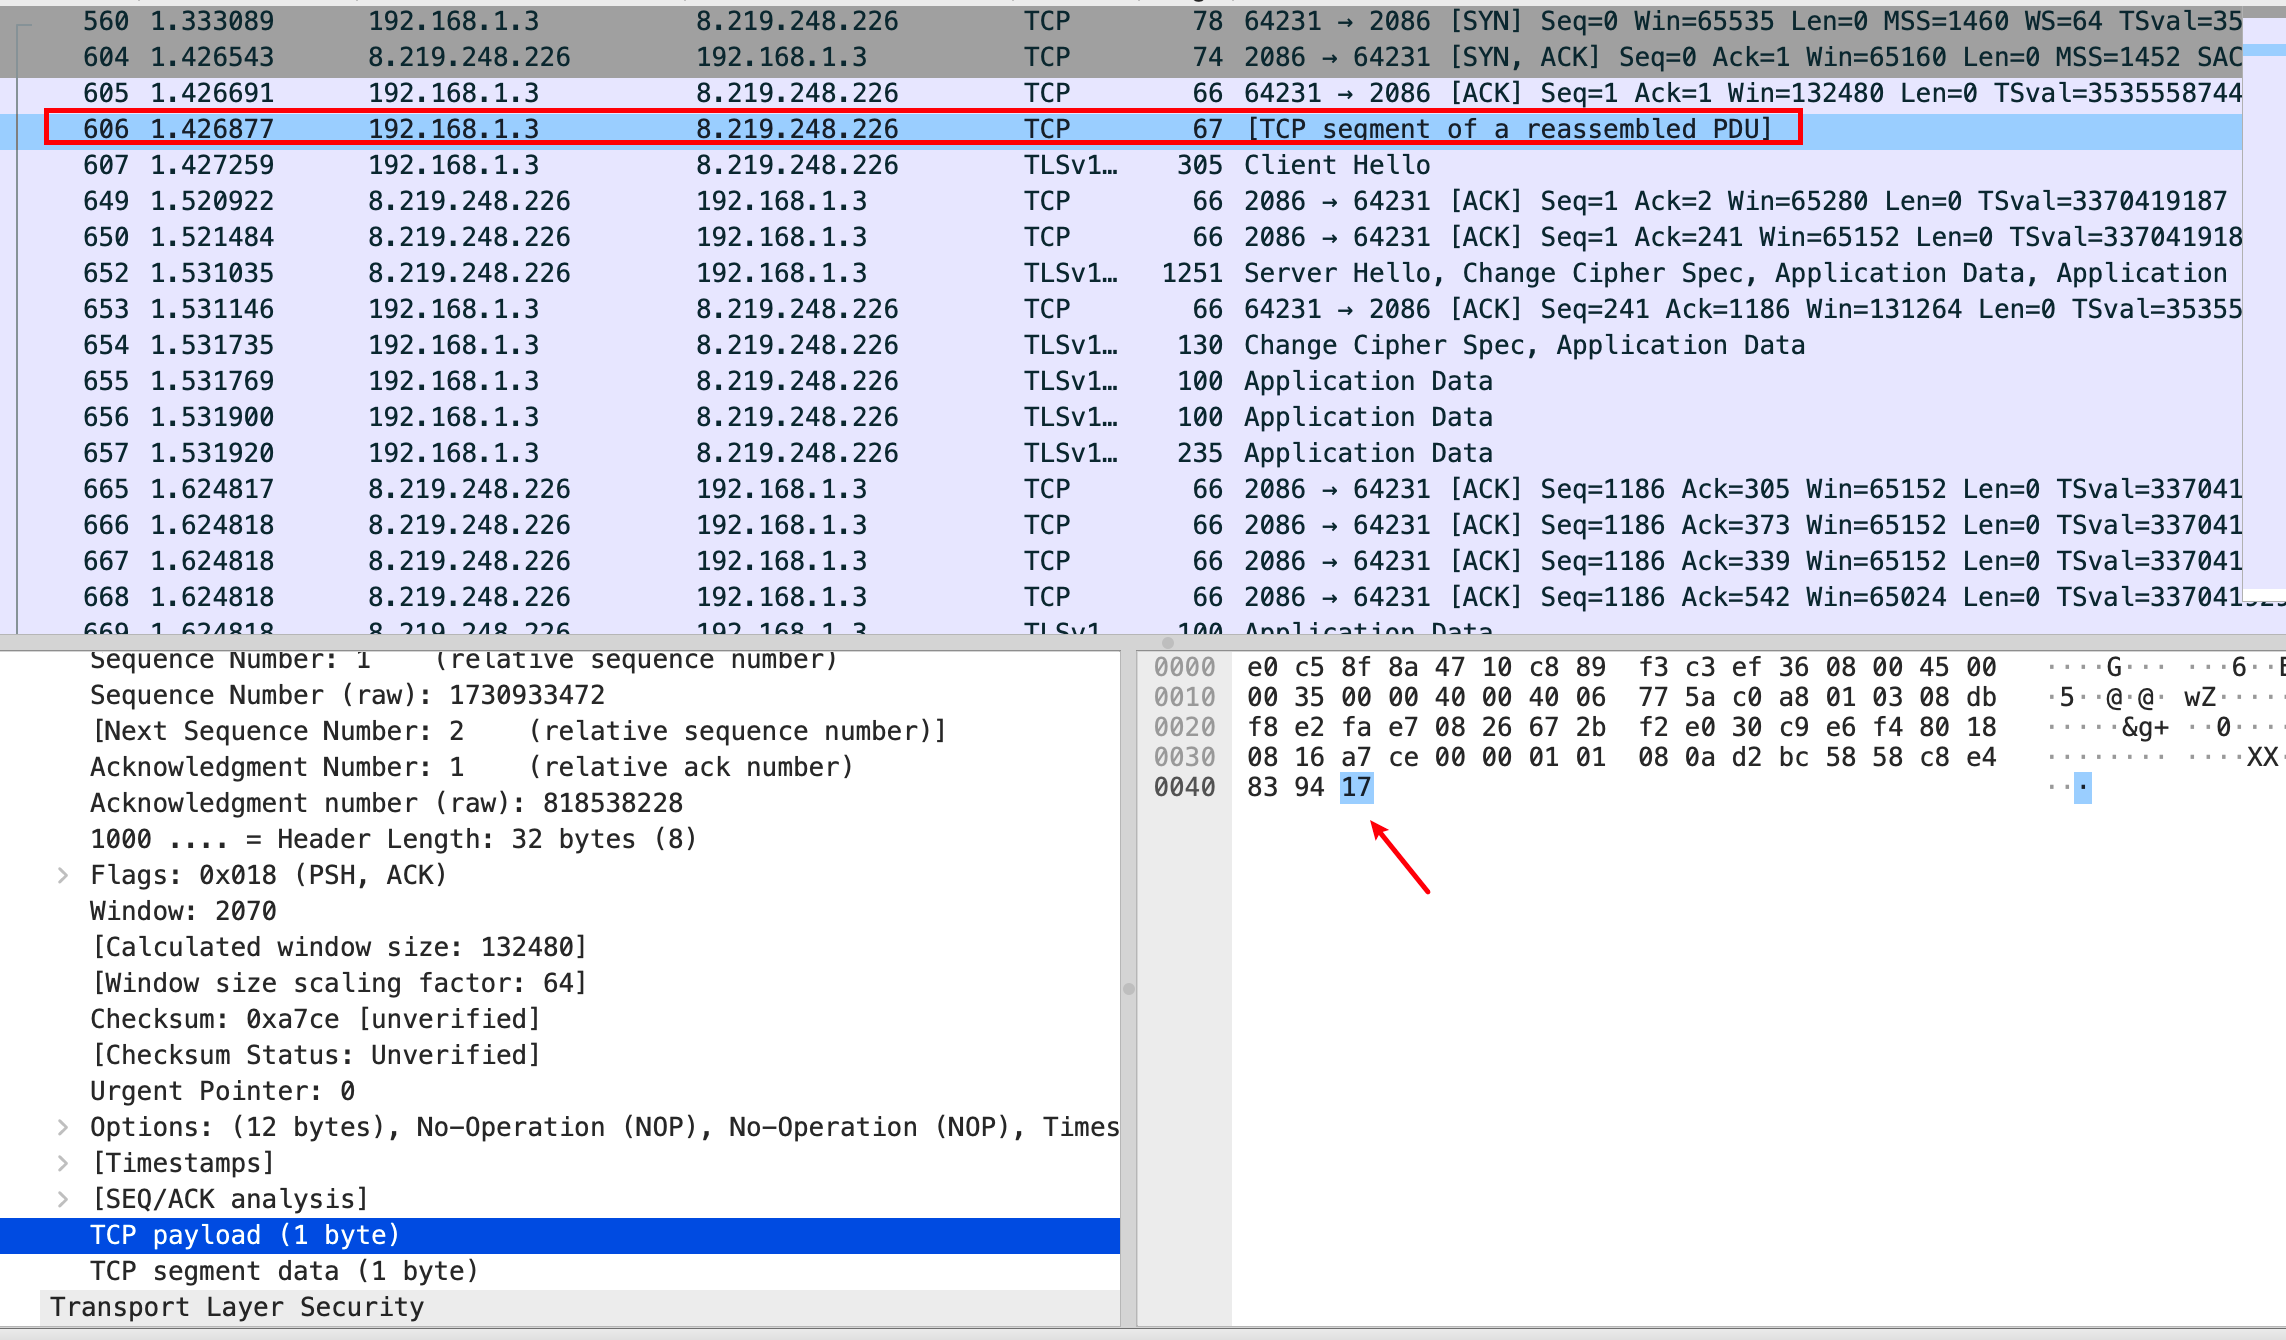 560 1.333089 192.168.1.3 8.219.248.226 TCP 78 64231 → 2086 [SYN] Seq=0 Win=65535 Len=0 MSS=1460 WS=64 TSval=35
604 1.426543 8.219.248.226 192.168.1.3 TCP 74 2086 → 64231 [SYN, ACK] Seq=0 Ack=1 Win=65160 Len=0 MSS=1452 SAC
605 1.426691 192.168.1.3 8.219.248.226 TCP 66 64231 → 2086 [ACK] Seq=1 Ack=1 Win=132480 Len=0 TSval=3535558744
606 1.426877 192.168.1.3 8.219.248.226 TCP 67 [TCP segment of a reassembled PDU]
607 1.427259 192.168.1.3 8.219.248.226 TLSv1… 305 Client Hello
649 1.520922 8.219.248.226 192.168.1.3 TCP 66 2086 → 64231 [ACK] Seq=1 Ack=2 Win=65280 Len=0 TSval=3370419187
650 1.521484 8.219.248.226 192.168.1.3 TCP 66 2086 → 64231 [ACK] Seq=1 Ack=241 Win=65152 Len=0 TSval=337041918
652 1.531035 8.219.248.226 192.168.1.3 TLSv1… 1251 Server Hello, Change Cipher Spec, Application Data, Application
653 1.531146 192.168.1.3 8.219.248.226 TCP 66 64231 → 2086 [ACK] Seq=241 Ack=1186 Win=131264 Len=0 TSval=35355
654 1.531735 192.168.1.3 8.219.248.226 TLSv1… 130 Change Cipher Spec, Application Data
655 1.531769 192.168.1.3 8.219.248.226 TLSv1… 100 Application Data
656 1.531900 192.168.1.3 8.219.248.226 TLSv1… 100 Application Data
657 1.531920 192.168.1.3 8.219.248.226 TLSv1… 235 Application Data
665 1.624817 8.219.248.226 192.168.1.3 TCP 66 2086 → 64231 [ACK] Seq=1186 Ack=305 Win=65152 Len=0 TSval=337041
666 1.624818 8.219.248.226 192.168.1.3 TCP 66 2086 → 64231 [ACK] Seq=1186 Ack=373 Win=65152 Len=0 TSval=337041
667 1.624818 8.219.248.226 192.168.1.3 TCP 66 2086 → 64231 [ACK] Seq=1186 Ack=339 Win=65152 Len=0 TSval=337041
668 1.624818 8.219.248.226 192.168.1.3 TCP 66 2086 → 64231 [ACK] Seq=1186 Ack=542 Win=65024 Len=0 TSval=337041929
669 1.624818 8.219.248.226 192.168.1.3 TLSv1 100 Application Data
Sequence Number: 1 (relative sequence number)
Sequence Number (raw): 1730933472
[Next Sequence Number: 2 (relative sequence number)]
Acknowledgment Number: 1 (relative ack number)
Acknowledgment number (raw): 818538228
1000 .... = Header Length: 32 bytes (8)
Flags: 0x018 (PSH, ACK)
Window: 2070
[Calculated window size: 132480]
[Window size scaling factor: 64]
Checksum: 0xa7ce [unverified]
[Checksum Status: Unverified]
Urgent Pointer: 0
Options: (12 bytes), No-Operation (NOP), No-Operation (NOP), Times
[Timestamps]
[SEQ/ACK analysis]
TCP payload (1 byte)
TCP segment data (1 byte)
Transport Layer Security
0000 e0 c5 8f 8a 47 10 c8 89 f3 c3 ef 36 08 00 45 00 ····G··· ···6··E
0010 00 35 00 00 40 00 40 06 77 5a c0 a8 01 03 08 db ·5··@·@· wZ·····
0020 f8 e2 fa e7 08 26 67 2b f2 e0 30 c9 e6 f4 80 18 ·····&g+ ··0····
0030 08 16 a7 ce 00 00 01 01 08 0a d2 bc 58 58 c8 e4 ········ ····XX·
0040 83 94 17 ···